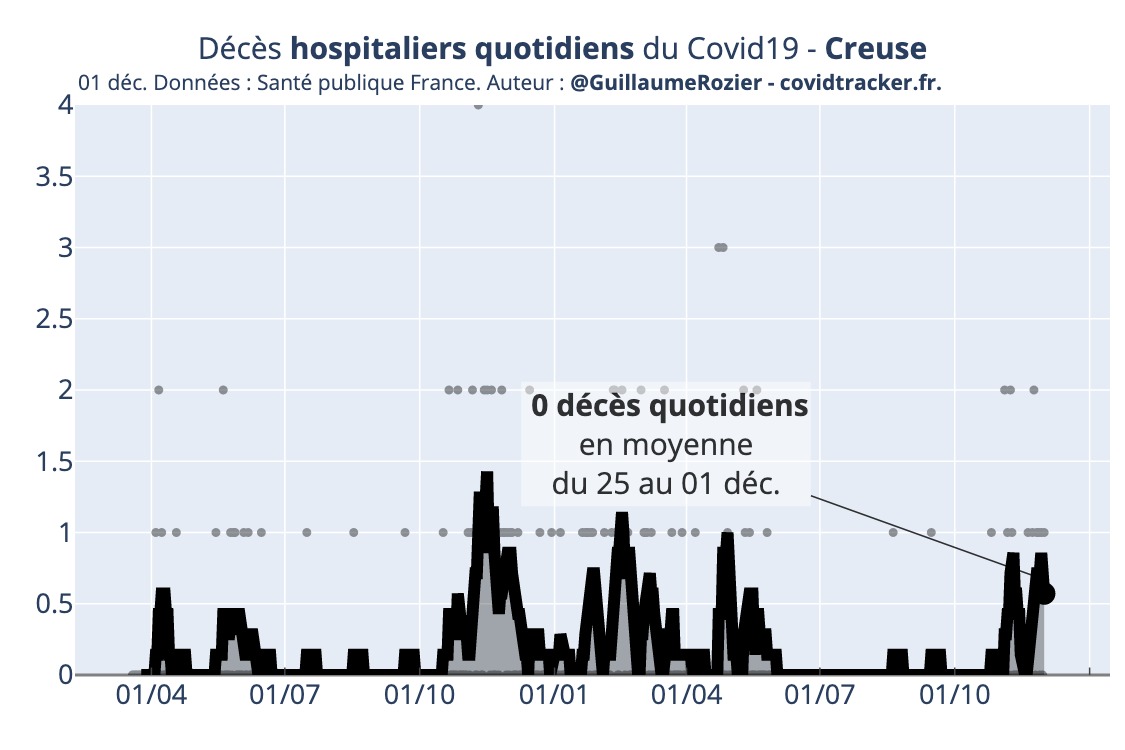 Décès hospitaliers quotidiens du Covid19 - Creuse
01 déc. Données : Santé publique France. Auteur : @GuillaumeRozier - covidtracker.fr.
4
3.5
3
2.5
2
1.5
1
0.5
0
0 décès quotidiens
en moyenne
du 25 au 01 déc.
01/04 01/07 01/10 01/01 01/04 01/07 01/10